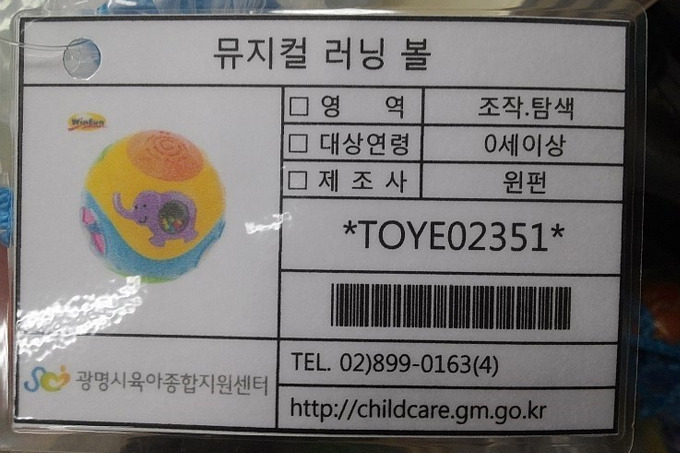 뮤지컬 러닝 볼
WinFun
□ 영 역 조작.탐색
□ 대상연령 0세이상
□ 제 조 사 윈펀
*TOYE02351*
광명시육아종합지원센터
TEL. 02)899-0163(4)
http://childcare.gm.go.kr